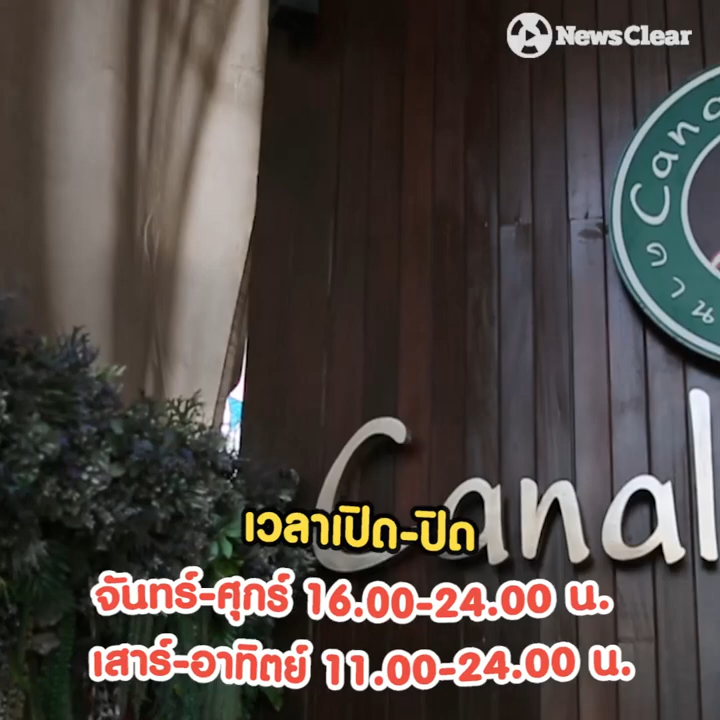 NewsClear
Cana
Canal
เวลาเปิด-ปิด
จันทร์-ศุกร์ 16.00-24.00 น.
เสาร์-อาทิตย์ 11.00-24.00 น.